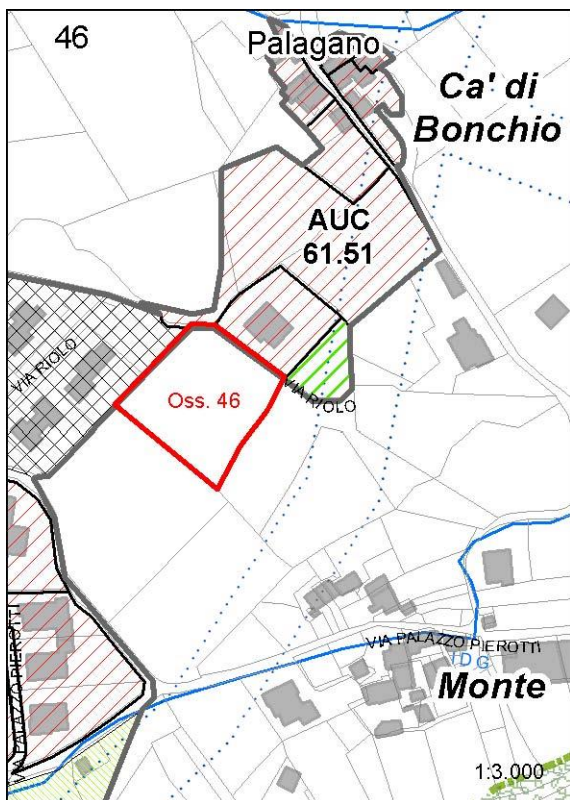 46
Palagano
Ca' di
Bonchio
AUC
61.51
VIA RIOLO
Oss. 46
VIA RIOLO
VIA PALAZZO PIEROTTI
I D G
Monte
VIA PALAZZO PIEROTTI
1:3.000